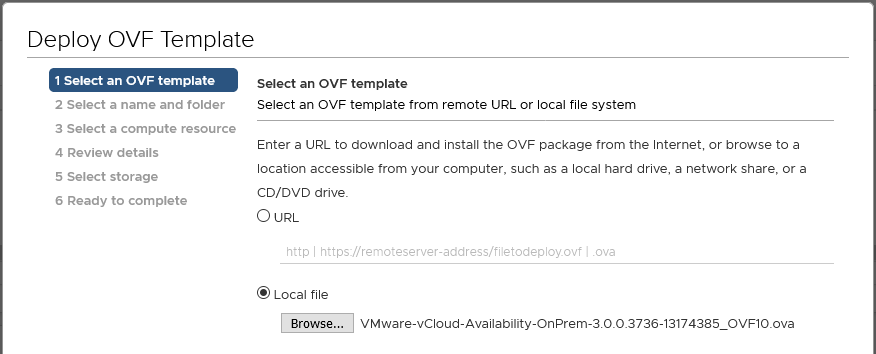 Deploy OVF Template
1 Select an OVF template
2 Select a name and folder
3 Select a compute resource
4 Review details
5 Select storage
6 Ready to complete
Select an OVF template
Select an OVF template from remote URL or local file system
Enter a URL to download and install the OVF package from the Internet, or browse to a
location accessible from your computer, such as a local hard drive, a network share, or a
CD/DVD drive.
URL
http | https://remoteserver-address/filetodeploy.ovf | .ova
Local file
Browse... VMware-vCloud-Availability-OnPrem-3.0.0.3736-13174385_OVF10.ova